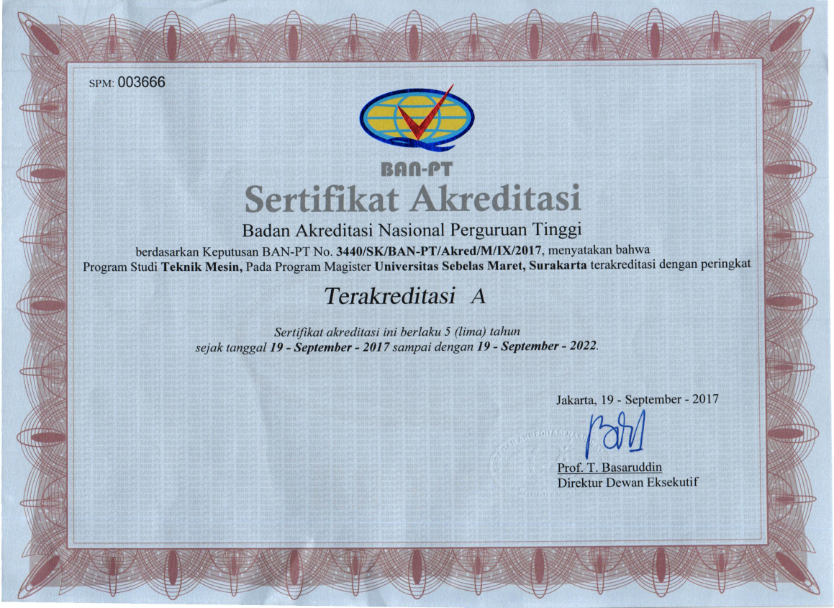 SPM: 003666
BAN-PT
Sertifikat Akreditasi
Badan Akreditasi Nasional Perguruan Tinggi
berdasarkan Keputusan BAN-PT No. 3440/SK/BAN-PT/Akred/M/IX/2017, menyatakan bahwa
Program Studi Teknik Mesin, Pada Program Magister Universitas Sebelas Maret, Surakarta terakreditasi dengan peringkat
Terakreditasi A
Sertifikat akreditasi ini berlaku 5 (lima) tahun
sejak tanggal 19 - September - 2017 sampai dengan 19 - September - 2022.
Jakarta, 19 - September - 2017
Prof. T. Basaruddin
Direktur Dewan Eksekutif